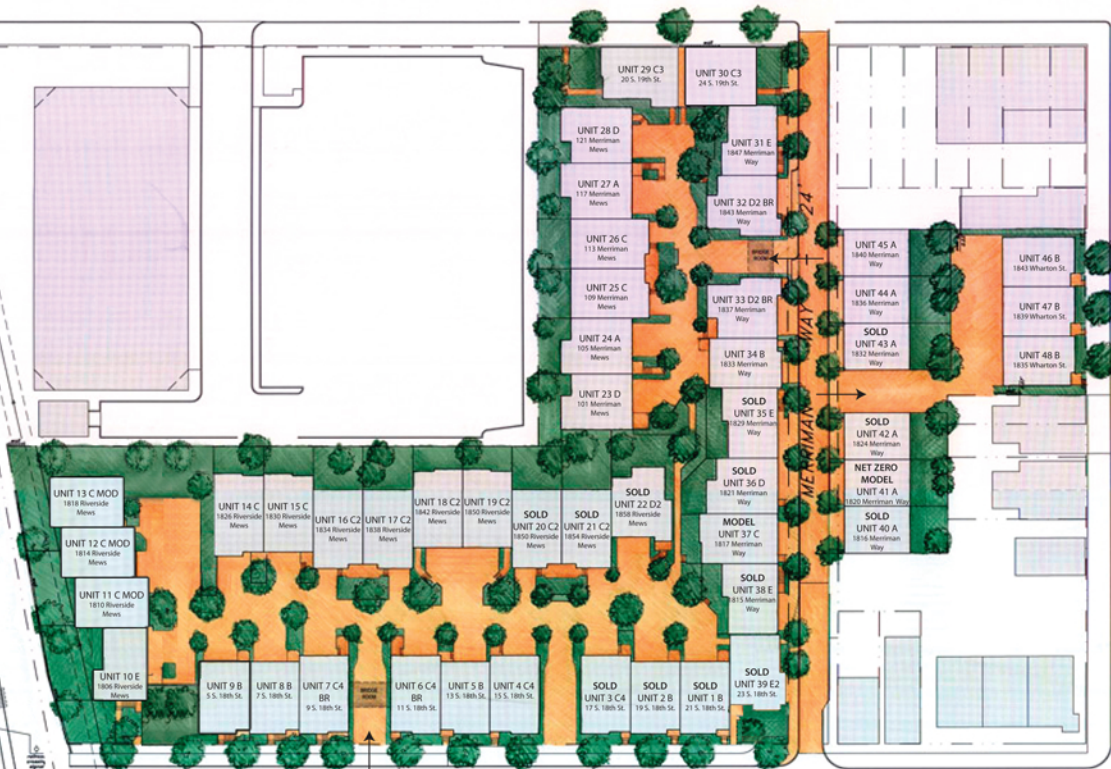 UNIT 29 C3
20 S. 19th St.
UNIT 30 C3
24 S. 19th St.
UNIT 28 D
121 Merriman
Mews
UNIT 31 E
1847 Merriman
Way
UNIT 27 A
117 Merriman
Mews
UNIT 32 D2 BR
1843 Merriman
Way
24'
UNIT 26 C
113 Merriman
Mews
BRIDGE
ROOM
UNIT 45 A
1840 Merriman
Way
UNIT 46 B
1843 Wharton St.
UNIT 25 C
109 Merriman
Mews
UNIT 33 D2 BR
1837 Merriman
Way
UNIT 44 A
1836 Merriman
Way
UNIT 47 B
1839 Wharton St.
UNIT 24 A
105 Merriman
Mews
UNIT 34 B
1833 Merriman
Way
SOLD
UNIT 43 A
1832 Merriman
Way
UNIT 48 B
1835 Wharton St.
UNIT 23 D
101 Merriman
Mews
SOLD
UNIT 35 E
1829 Merriman
Way
MERRIMAN WAY
SOLD
UNIT 42 A
1824 Merriman
Way
SOLD
UNIT 36 D
1821 Merriman
Way
NET ZERO
MODEL
UNIT 41 A
1820 Merriman Way
MODEL
UNIT 37 C
1817 Merriman
Way
SOLD
UNIT 40 A
1816 Merriman
Way
SOLD
UNIT 38 E
1815 Merriman
Way
UNIT 13 C MOD
1818 Riverside
Mews
UNIT 14 C
1826 Riverside
Mews
UNIT 15 C
1830 Riverside
Mews
UNIT 16 C2
1834 Riverside
Mews
UNIT 17 C2
1838 Riverside
Mews
UNIT 18 C2
1842 Riverside
Mews
UNIT 19 C2
1850 Riverside
Mews
SOLD
UNIT 20 C2
1850 Riverside
Mews
SOLD
UNIT 21 C2
1854 Riverside
Mews
SOLD
UNIT 22 D2
1858 Riverside
Mews
UNIT 12 C MOD
1814 Riverside
Mews
UNIT 11 C MOD
1810 Riverside
Mews
UNIT 10 E
1806 Riverside
Mews
UNIT 9 B
5 S. 18th St.
UNIT 8 B
7 S. 18th St.
UNIT 7 C4
BR
9 S. 18th St.
BRIDGE
ROOM
UNIT 6 C4
BR
11 S. 18th St.
UNIT 5 B
13 S. 18th St.
UNIT 4 C4
15 S. 18th St.
SOLD
UNIT 3 C4
17 S. 18th St.
SOLD
UNIT 2 B
19 S. 18th St.
SOLD
UNIT 1 B
21 S. 18th St.
SOLD
UNIT 39 E2
23 S. 18th St.